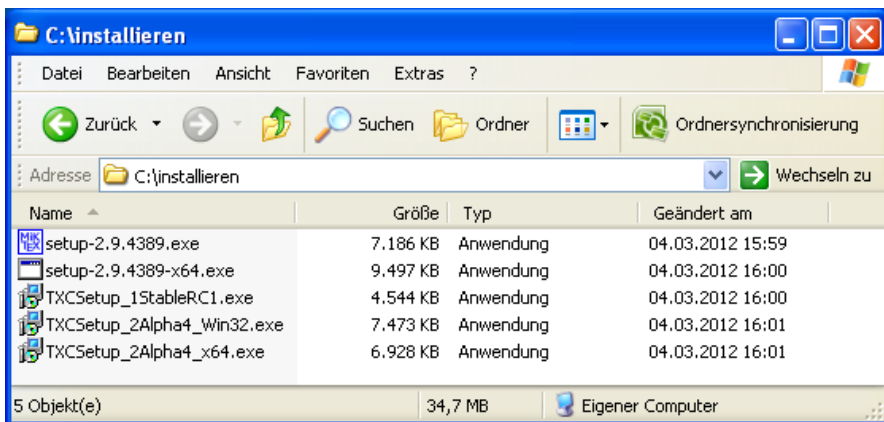 C:\installieren
Datei Bearbeiten Ansicht Favoriten Extras ?
Zurück Suchen Ordner Ordnersynchronisierung
Adresse C:\installieren Wechseln zu
Name Größe Typ Geändert am
MiKTEX setup-2.9.4389.exe 7.186 KB Anwendung 04.03.2012 15:59
setup-2.9.4389-x64.exe 9.497 KB Anwendung 04.03.2012 16:00
TXCSetup_1StableRC1.exe 4.544 KB Anwendung 04.03.2012 16:00
TXCSetup_2Alpha4_Win32.exe 7.473 KB Anwendung 04.03.2012 16:01
TXCSetup_2Alpha4_x64.exe 6.928 KB Anwendung 04.03.2012 16:01
5 Objekt(e) 34,7 MB Eigener Computer